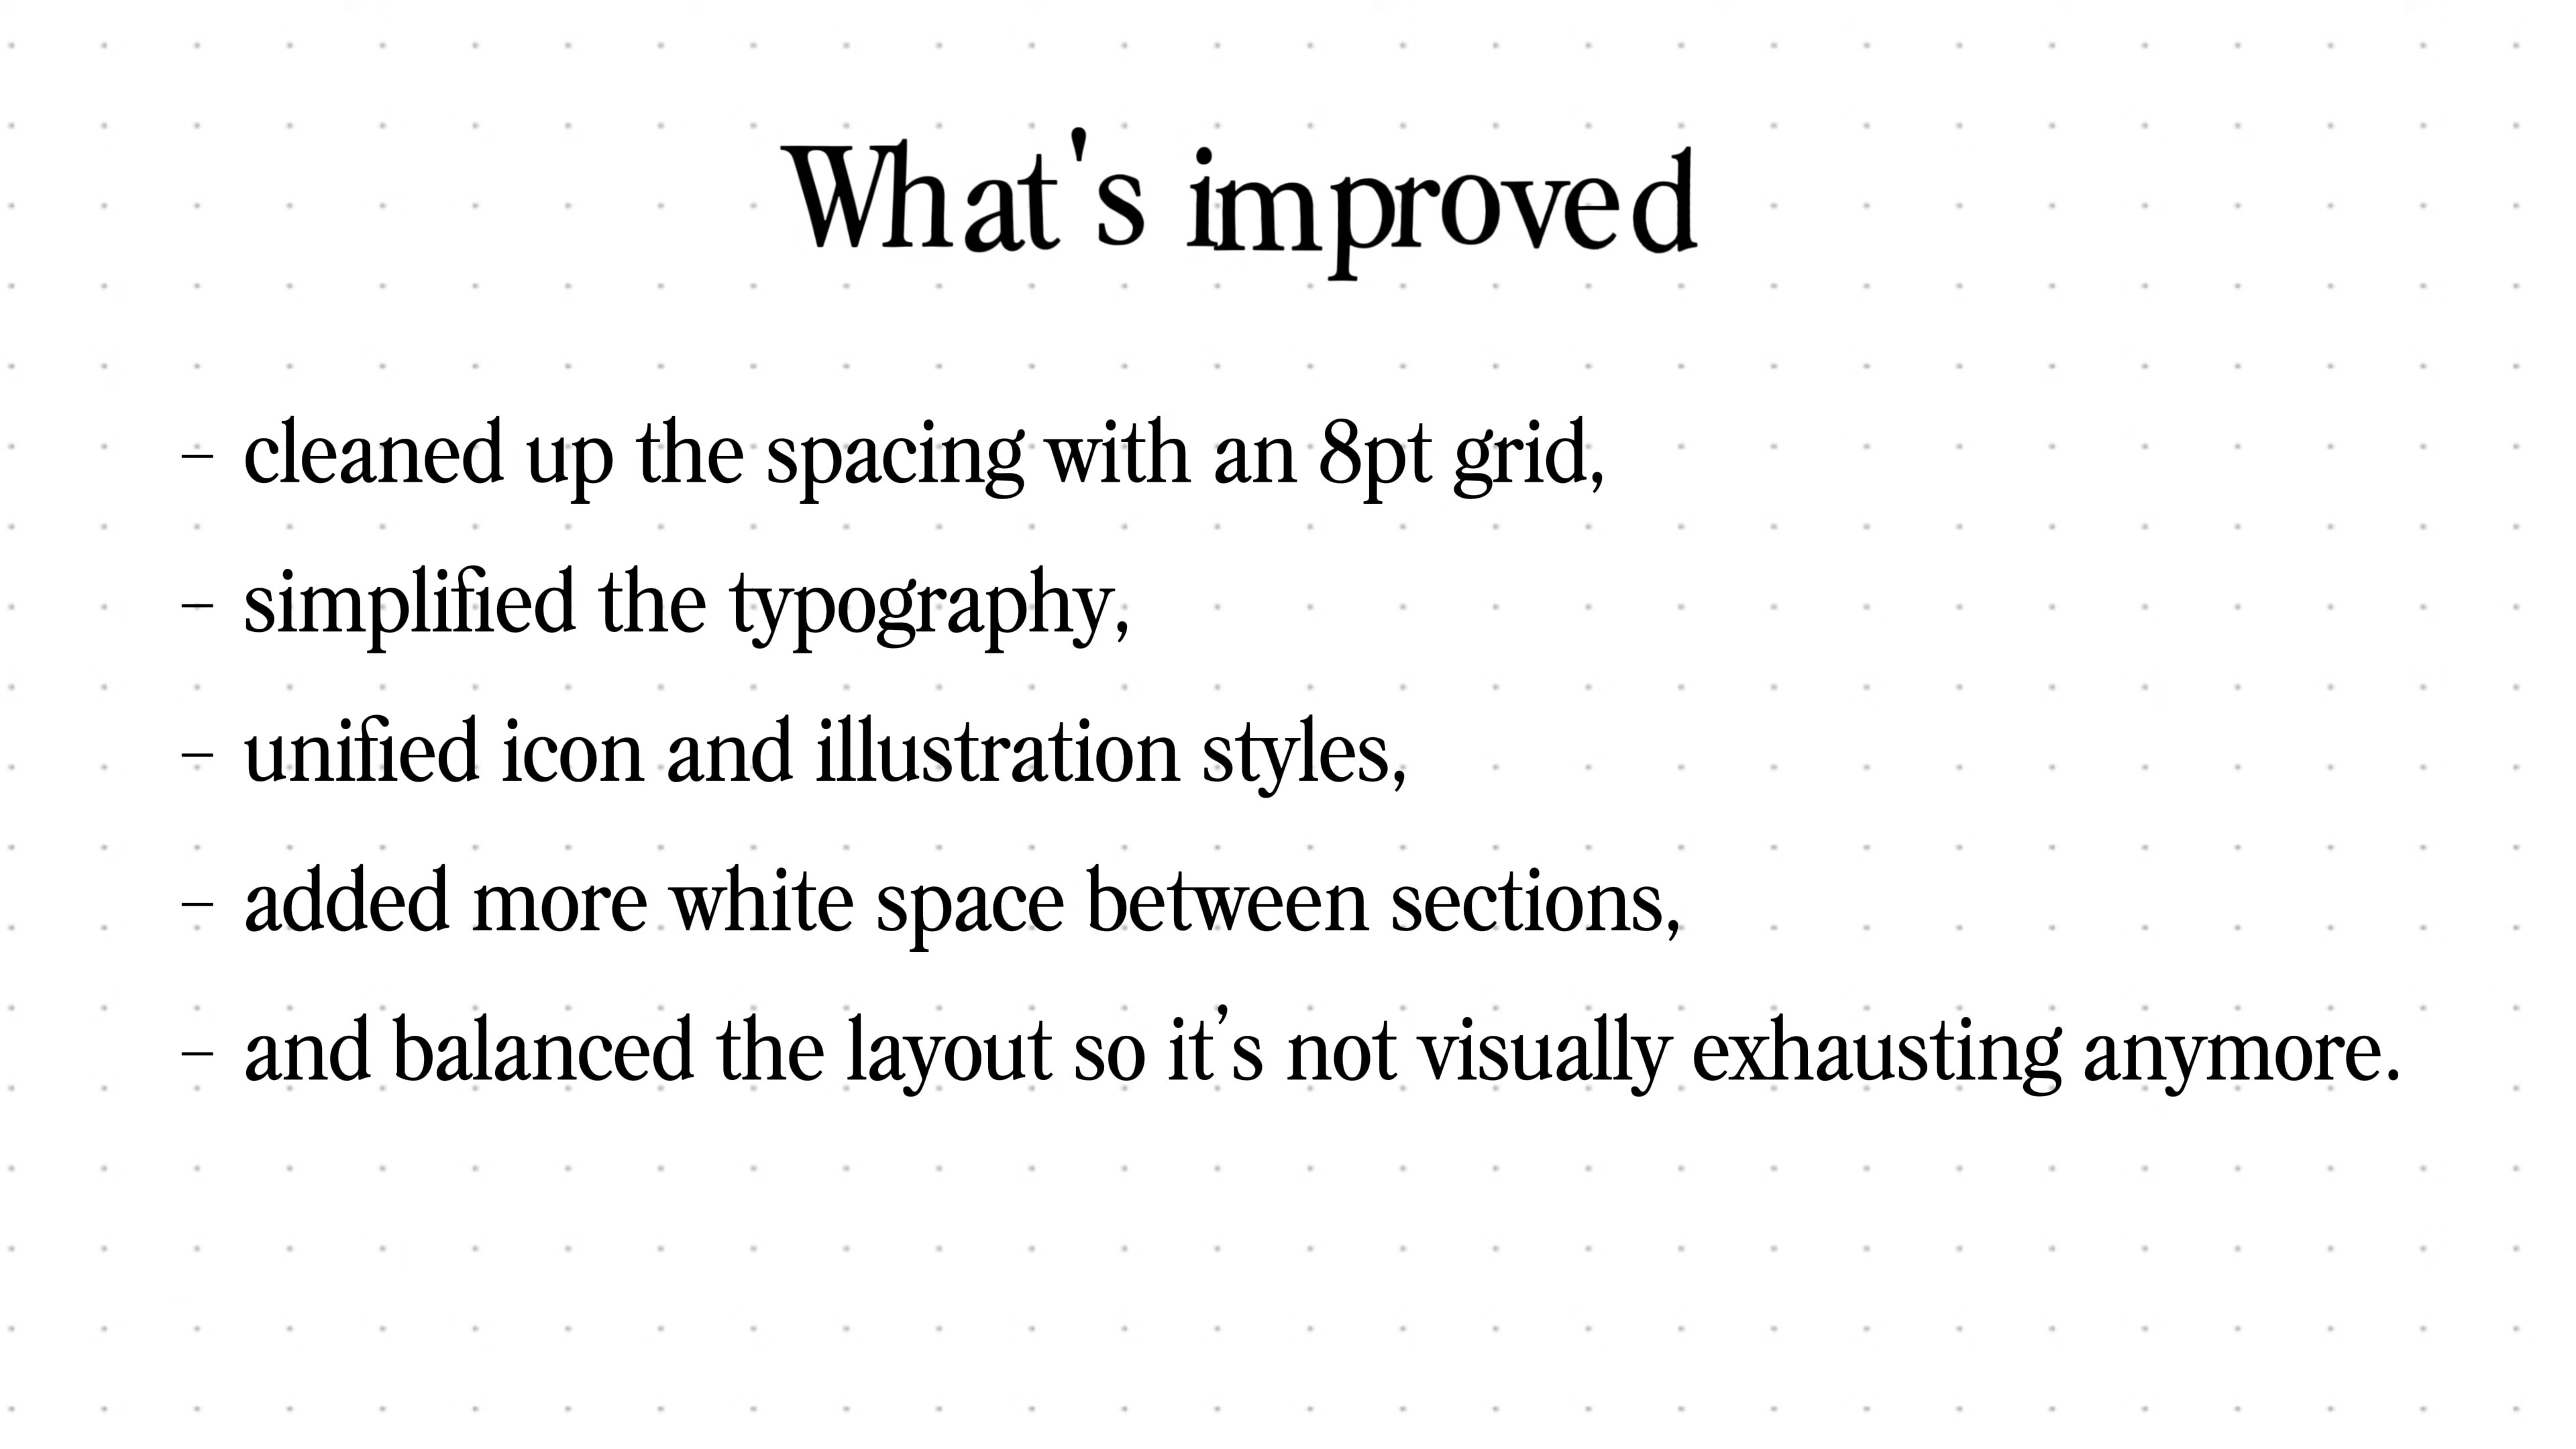 What's improved
– cleaned up the spacing with an 8pt grid,
– simplified the typography,
– unified icon and illustration styles,
– added more white space between sections,
– and balanced the layout so it’s not visually exhausting anymore.